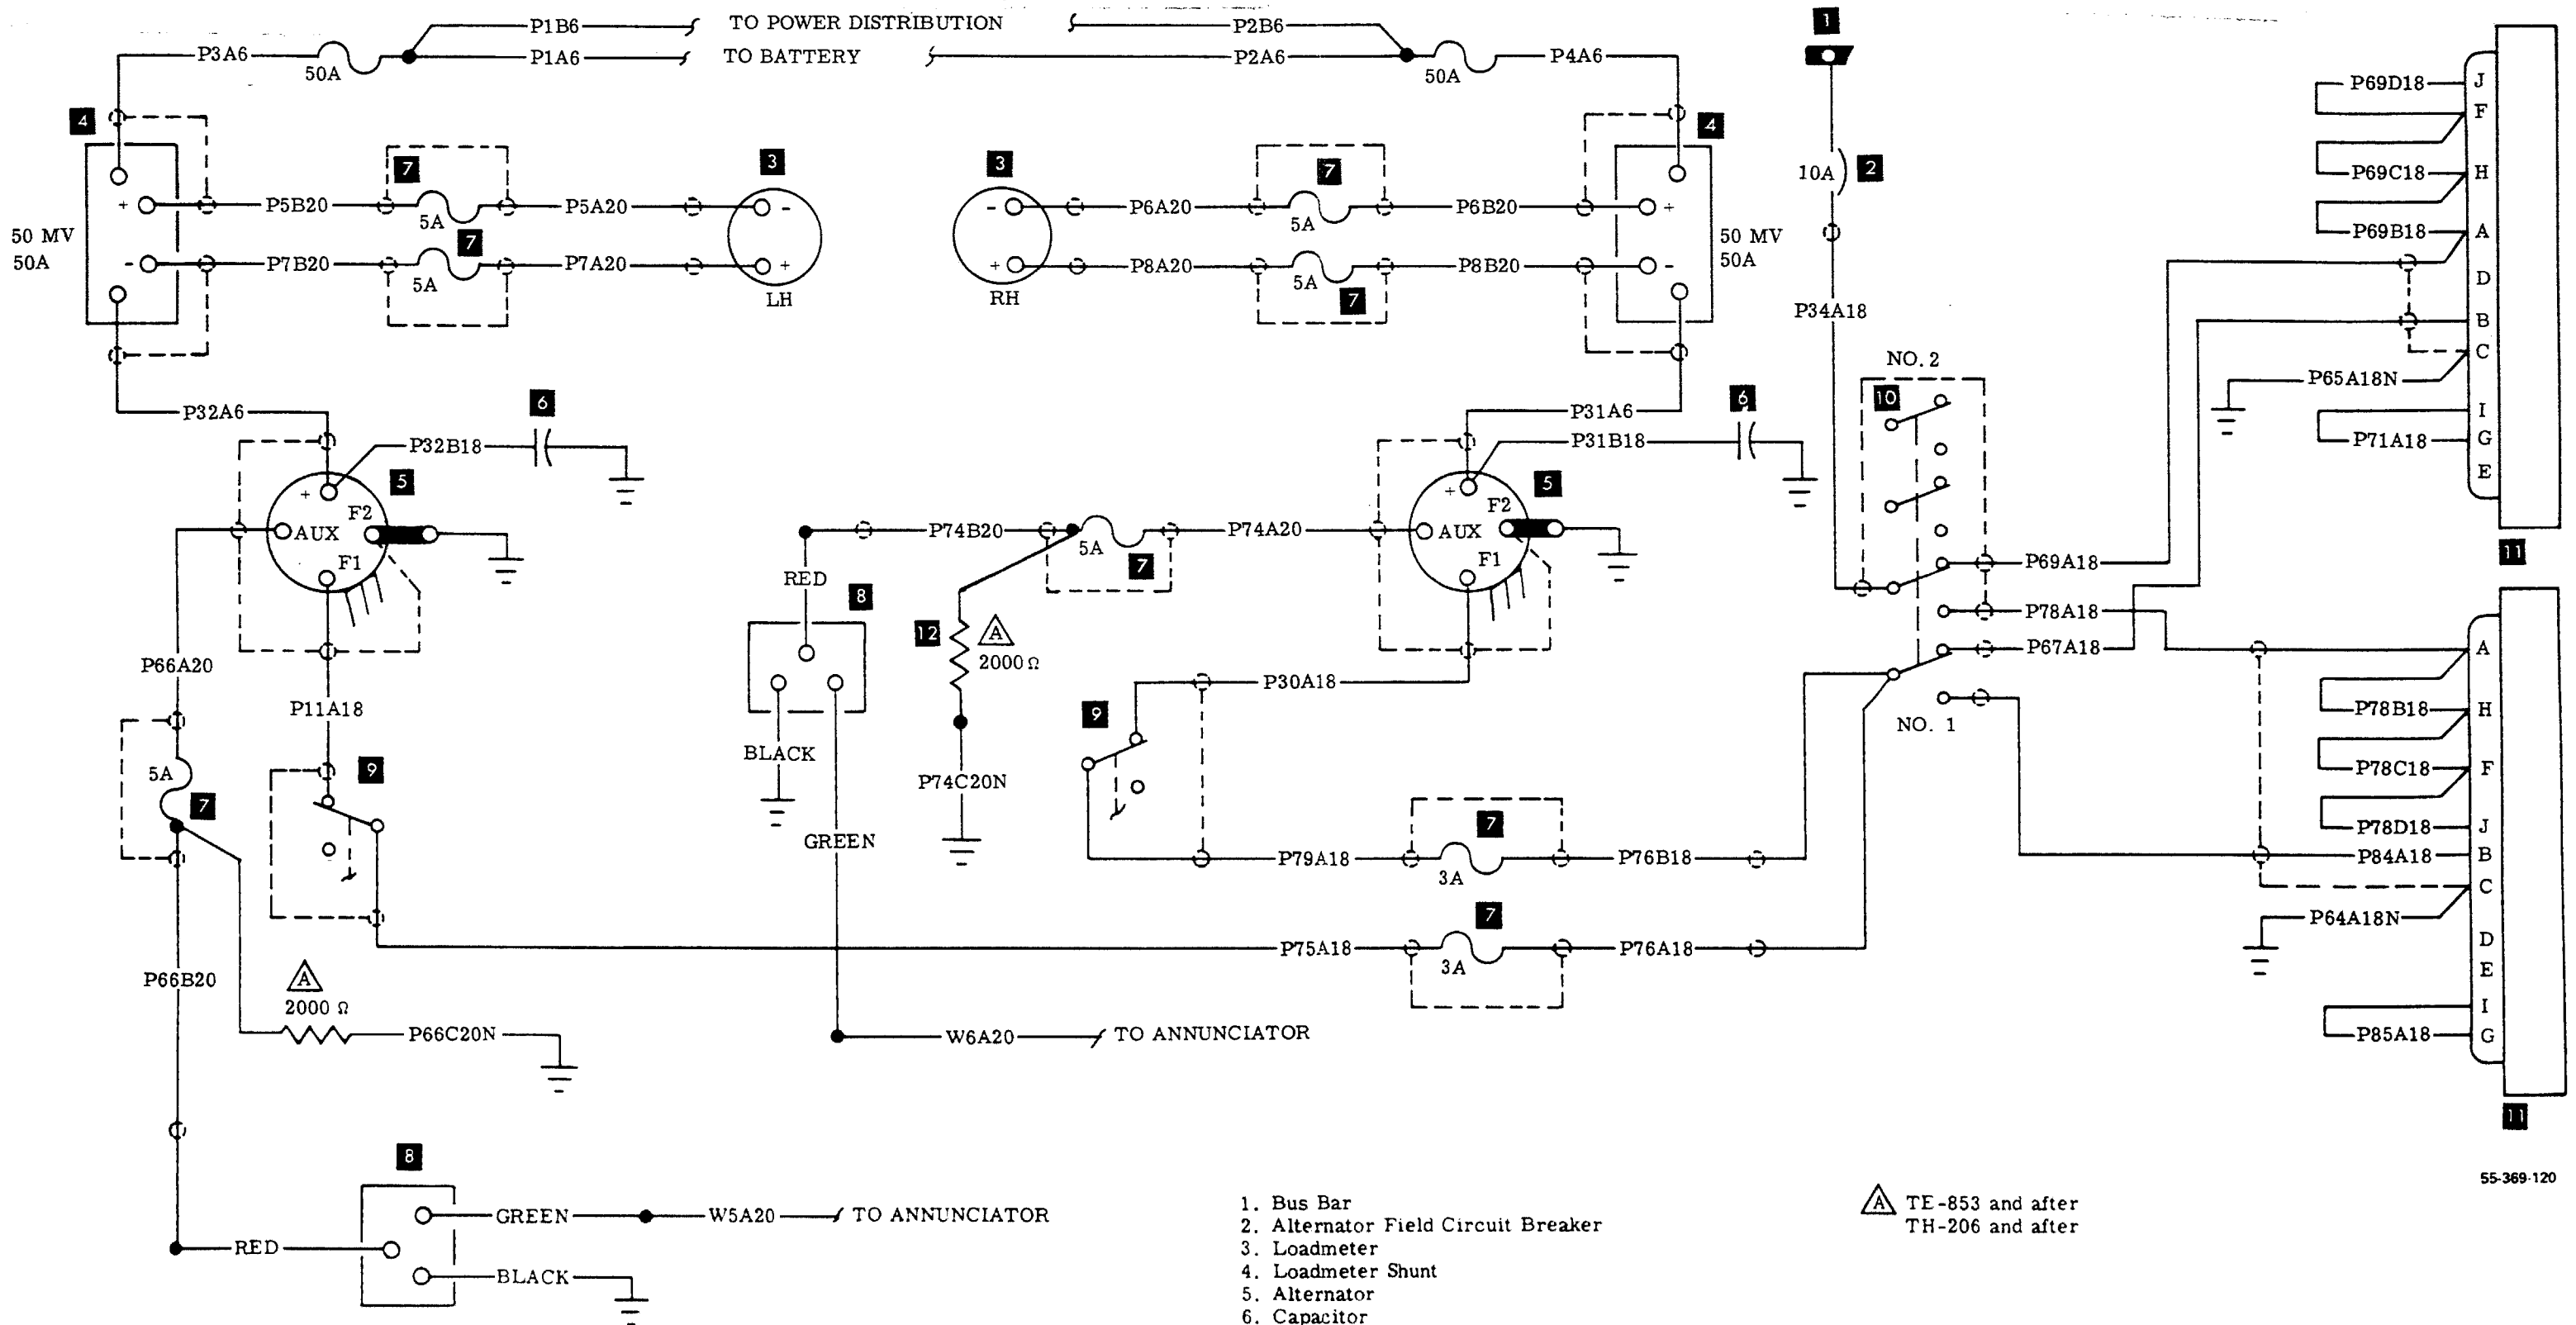 P1B6 TO POWER DISTRIBUTION P2B6
P3A6 50A P1A6 TO BATTERY P2A6 50A P4A6
1
10A 2
P34A18
4
50 MV
50A
+
-
P5B20 7 5A P5A20 -
P7B20 7 5A P7A20 +
3
LH
3
RH
- P6A20 7 5A P6B20 +
+ P8A20 5A 7 P8B20 -
4
50 MV
50A
P69D18 J
F
P69C18 H
P69B18 A
D
B
C
P65A18N
I
P71A18 G
E
11
P32A6
P32B18 6
5
+
AUX
F2
F1
P66A20
P11A18
5A
7
9
P66B20
A
2000 Ω
P66C20N
P31A6
P31B18 6
5
+
AUX
F2
F1
P74B20 5A P74A20
7
RED
8
BLACK
GREEN
12
A
2000 Ω
P74C20N
P30A18
9
P79A18 7 3A P76B18
P75A18 7 3A P76A18
W6A20 TO ANNUNCIATOR
NO. 2
10
P69A18
P78A18
P67A18
NO. 1
A
P78B18 H
P78C18 F
P78D18 J
P84A18 B
C
P64A18N
D
E
I
P85A18 G
11
8
GREEN W5A20 TO ANNUNCIATOR
RED
BLACK
1. Bus Bar
2. Alternator Field Circuit Breaker
3. Loadmeter
4. Loadmeter Shunt
5. Alternator
6. Capacitor
A TE-853 and after
TH-206 and after
55-369-120